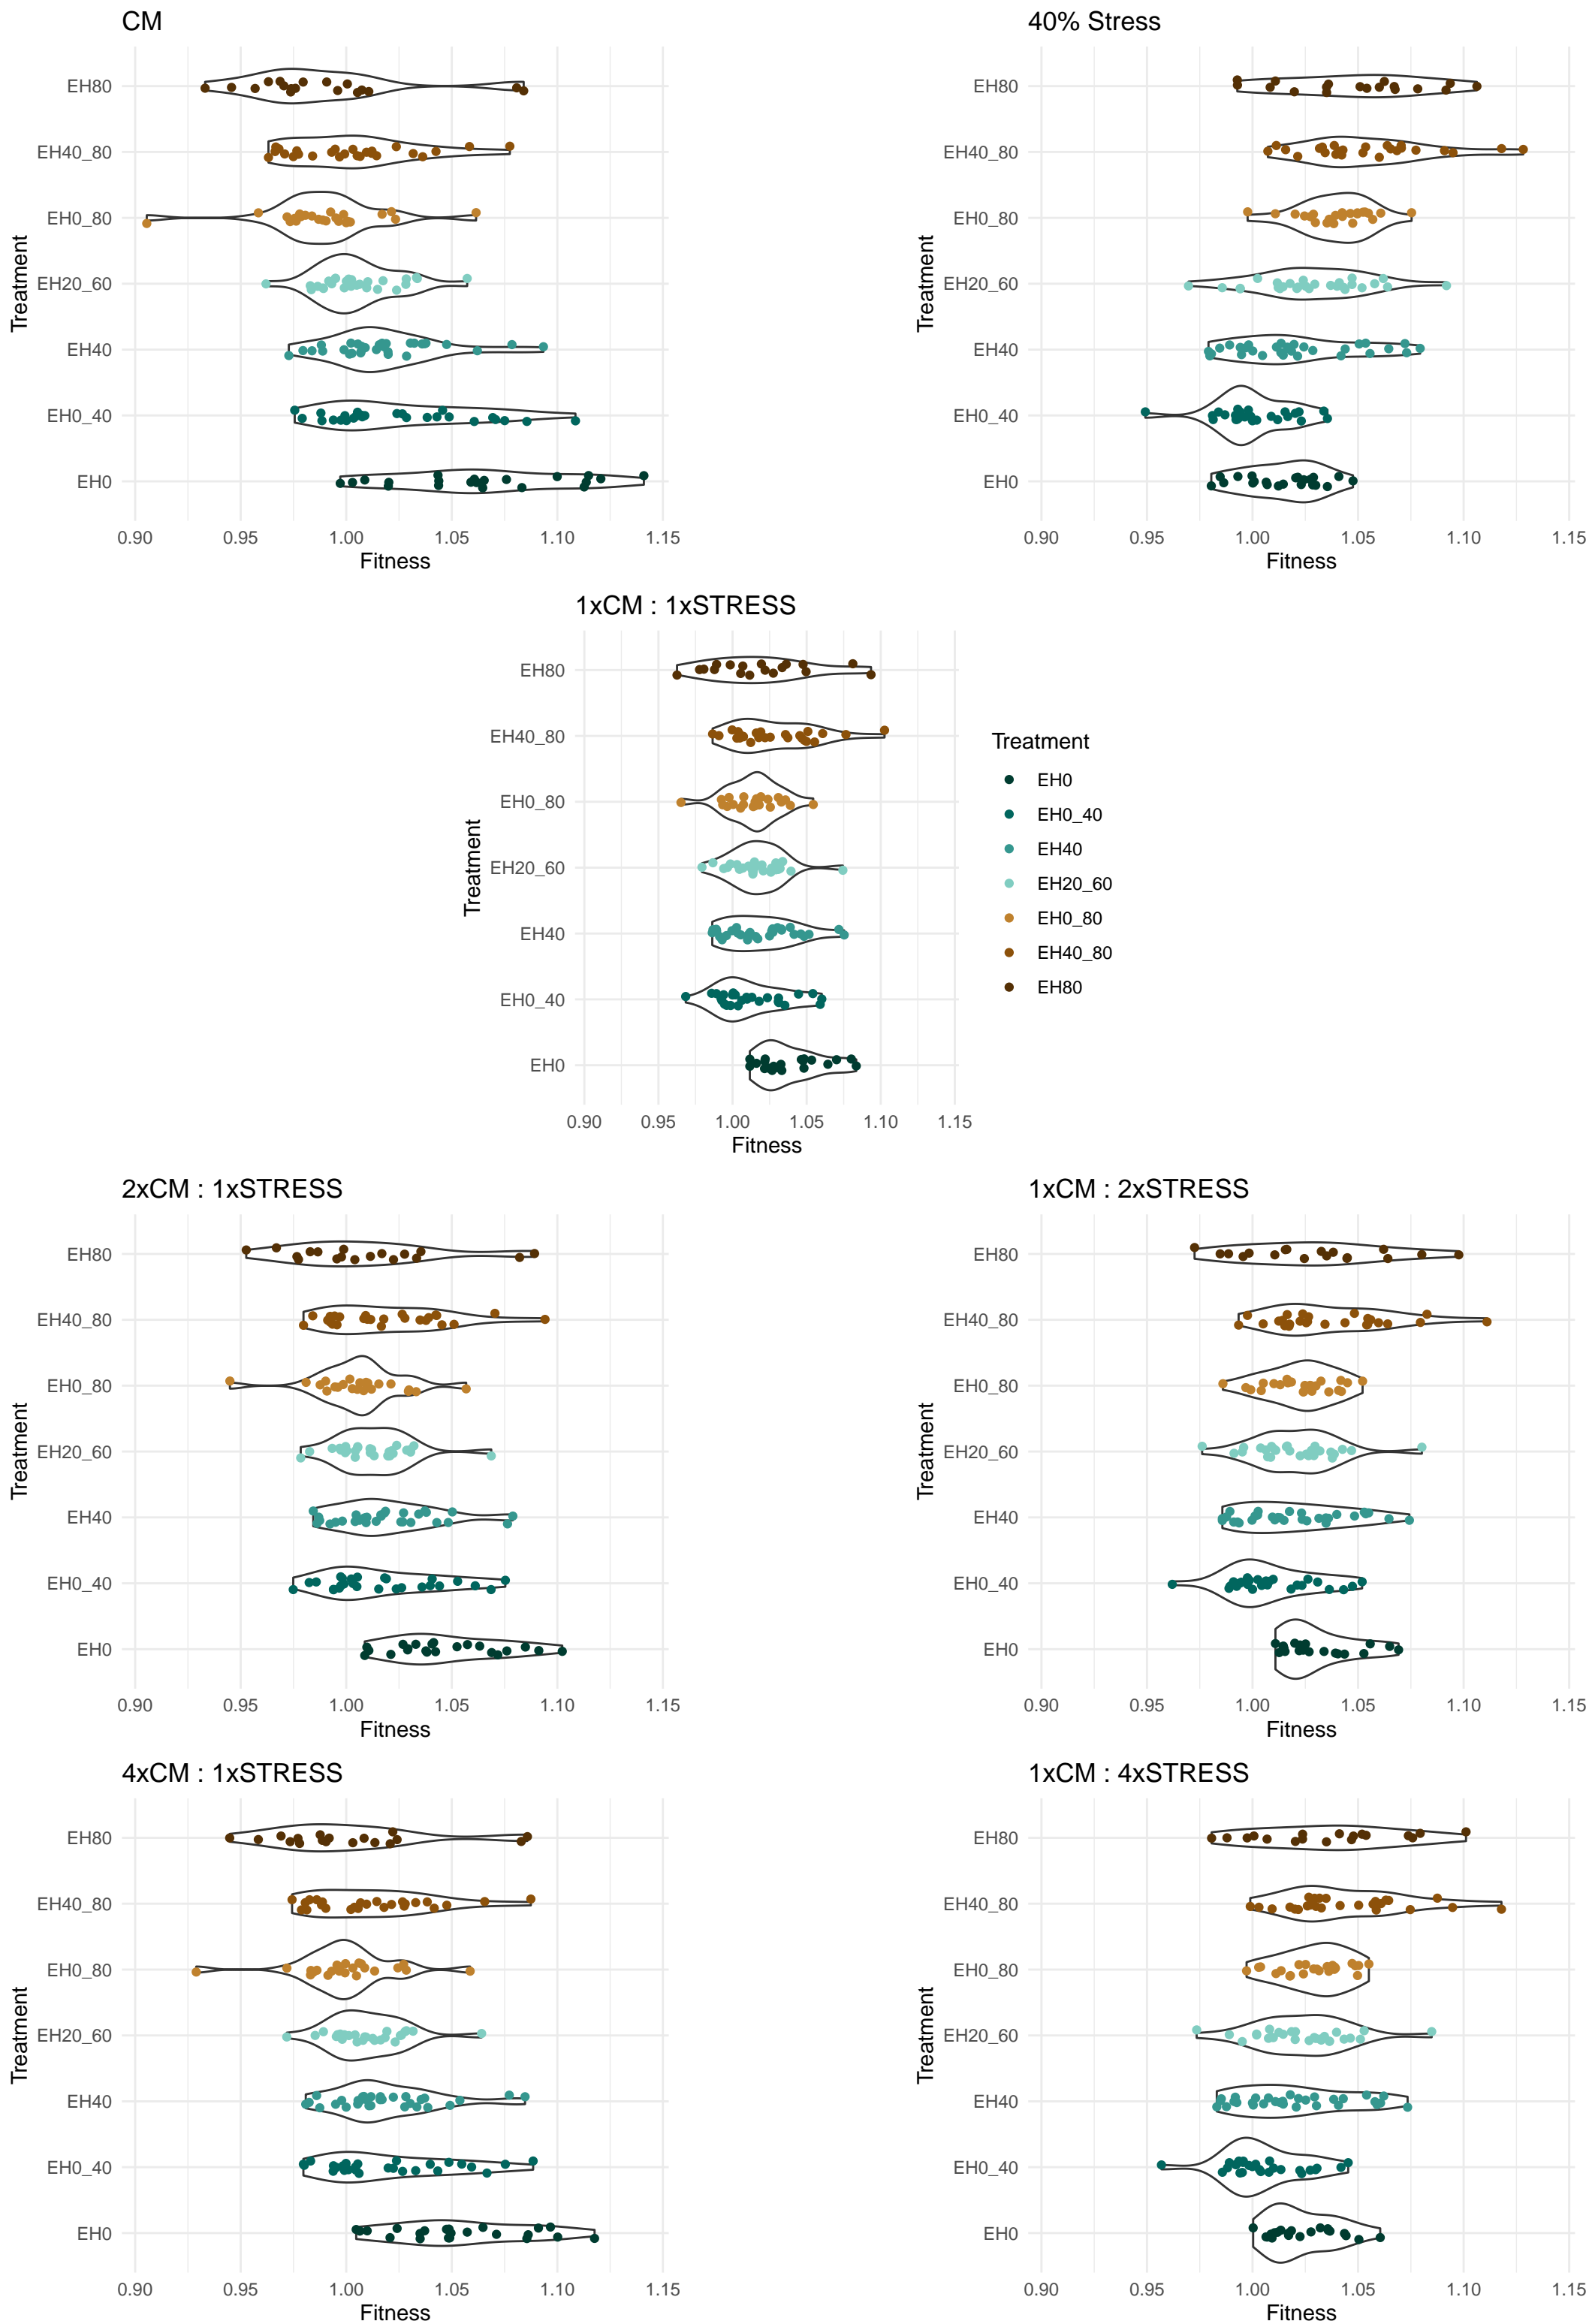 CM
Treatment
EH80
EH40_80
EH0_80
EH20_60
EH40
EH0_40
EH0
0.90 0.95 1.00 1.05 1.10 1.15
Fitness
40% Stress
Treatment
EH80
EH40_80
EH0_80
EH20_60
EH40
EH0_40
EH0
0.90 0.95 1.00 1.05 1.10 1.15
Fitness
1xCM : 1xSTRESS
Treatment
EH80
EH40_80
EH0_80
EH20_60
EH40
EH0_40
EH0
0.90 0.95 1.00 1.05 1.10 1.15
Fitness
Treatment
EH0
EH0_40
EH40
EH20_60
EH0_80
EH40_80
EH80
2xCM : 1xSTRESS
Treatment
EH80
EH40_80
EH0_80
EH20_60
EH40
EH0_40
EH0
0.90 0.95 1.00 1.05 1.10 1.15
Fitness
1xCM : 2xSTRESS
Treatment
EH80
EH40_80
EH0_80
EH20_60
EH40
EH0_40
EH0
0.90 0.95 1.00 1.05 1.10 1.15
Fitness
4xCM : 1xSTRESS
Treatment
EH80
EH40_80
EH0_80
EH20_60
EH40
EH0_40
EH0
0.90 0.95 1.00 1.05 1.10 1.15
Fitness
1xCM : 4xSTRESS
Treatment
EH80
EH40_80
EH0_80
EH20_60
EH40
EH0_40
EH0
0.90 0.95 1.00 1.05 1.10 1.15
Fitness